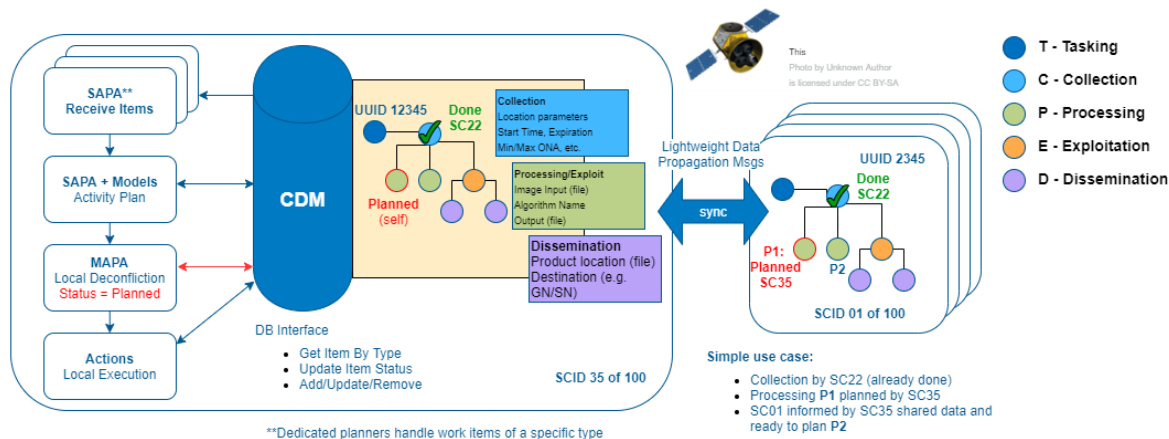 SAPA**
Receive Items
SAPA + Models
Activity Plan
MAPA
Local Deconfliction
Status = Planned
Actions
Local Execution
CDM
UUID 12345
Done
SC22
Planned
(self)
Collection
Location parameters
Start Time, Expiration
Min/Max ONA, etc.
Processing/Exploit
Image Input (file)
Algorithm Name
Output (file)
Dissemination
Product location (file)
Destination (e.g.
GN/SN)
DB Interface
Get Item By Type
Update Item Status
Add/Update/Remove
SCID 35 of 100
**Dedicated planners handle work items of a specific type
This
Photo by Unknown Author
is licensed under CC BY-SA
Lightweight Data
Propagation Msgs
sync
UUID 2345
Done
SC22
P1:
Planned
SC35
P2
SCID 01 of 100
Simple use case:
Collection by SC22 (already done)
Processing P1 planned by SC35
SC01 informed by SC35 shared data and
ready to plan P2
T - Tasking
C - Collection
P - Processing
E - Exploitation
D - Dissemination